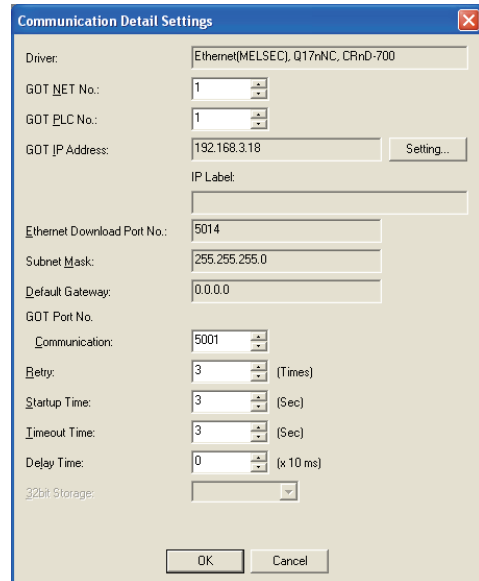 Communication Detail Settings
Driver: Ethernet(MELSEC), Q17nNC, CRnD-700
GOT NET No.: 1
GOT PLC No.: 1
GOT IP Address: 192.168.3.18 Setting...
IP Label:
Ethernet Download Port No.: 5014
Subnet Mask: 255.255.255.0
Default Gateway: 0.0.0.0
GOT Port No.
Communication: 5001
Retry: 3 (Times)
Startup Time: 3 (Sec)
Timeout Time: 3 (Sec)
Delay Time: 0 (x 10 ms)
32bit Storage:
OK Cancel